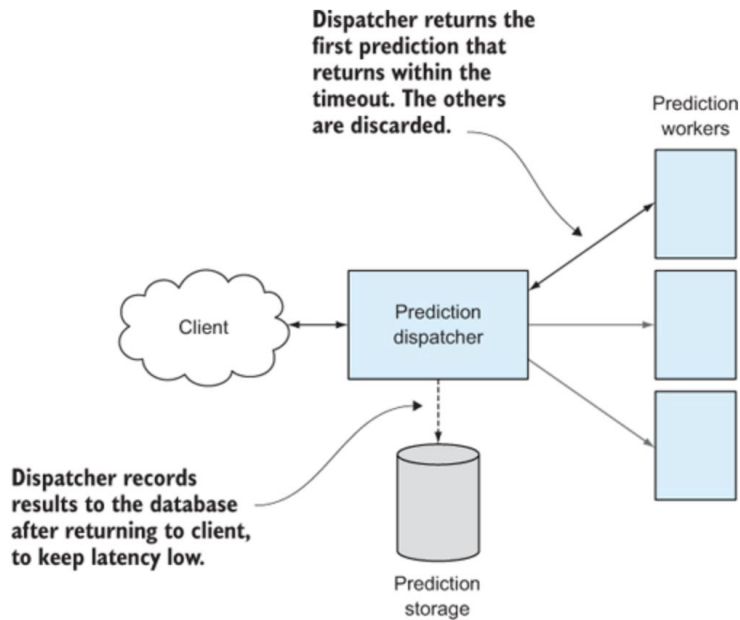 Dispatcher returns the
first prediction that
returns within the
timeout. The others
are discarded.
Prediction
workers
Client
Prediction
dispatcher
Dispatcher records
results to the database
after returning to client,
to keep latency low.
Prediction
storage